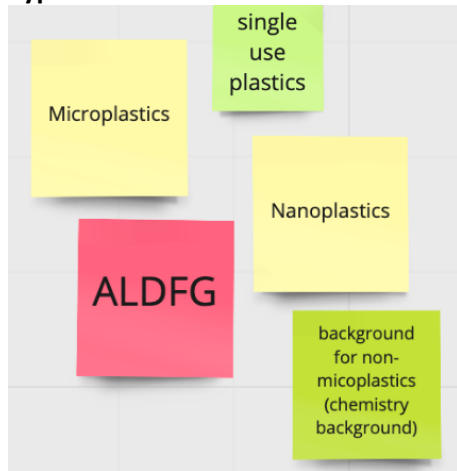 single
use
plastics
Microplastics
Nanoplastics
ALDFG
background
for non-
micoplastics
(chemistry
background)